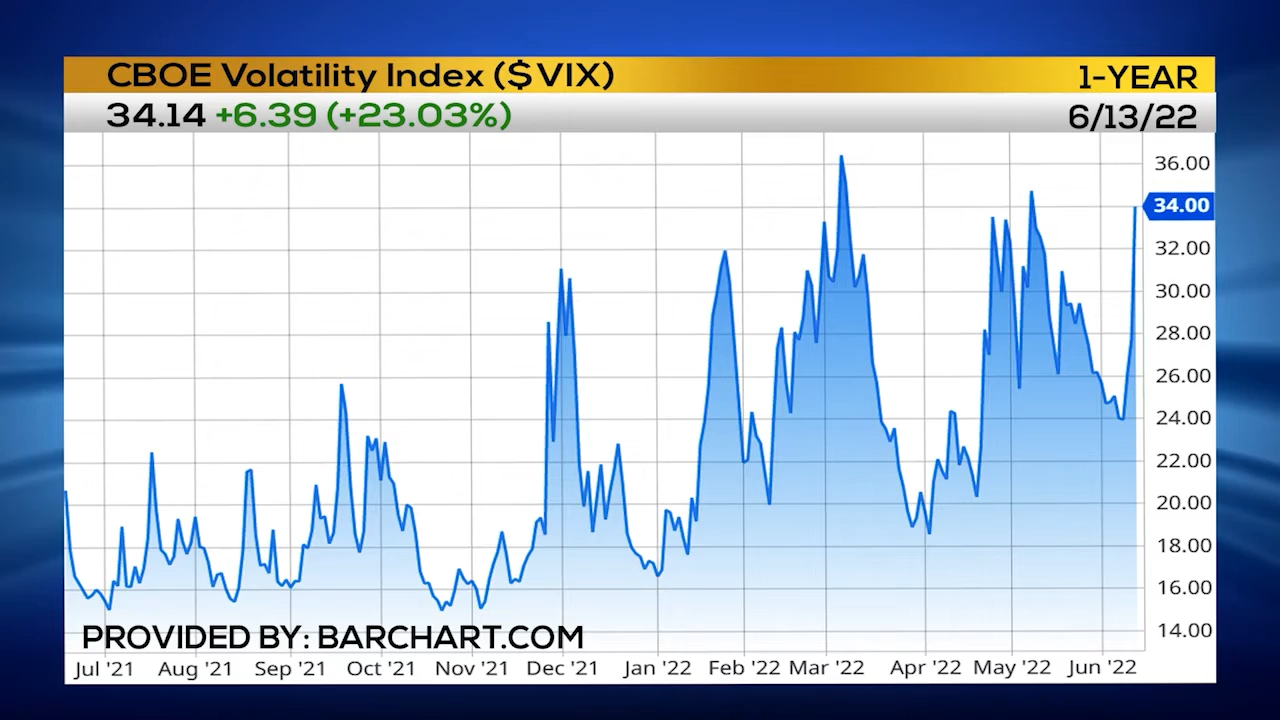 CBOE Volatility Index ($VIX)
1-YEAR
34.14 +6.39 (+23.03%)
6/13/22
36.00
34.00
32.00
30.00
28.00
26.00
24.00
22.00
20.00
18.00
16.00
14.00
PROVIDED BY: BARCHART.COM
Jul '21 Aug '21 Sep '21 Oct '21 Nov '21 Dec '21 Jan '22 Feb '22 Mar '22 Apr '22 May '22 Jun '22